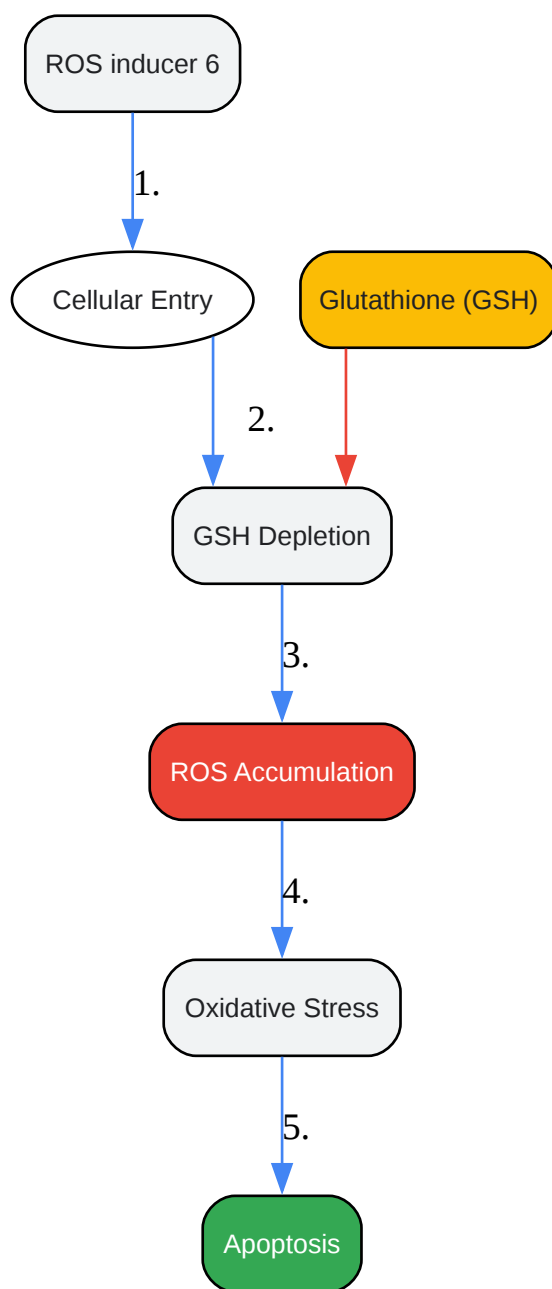 ROS inducer 6
1.
Cellular Entry
Glutathione (GSH)
2.
GSH Depletion
3.
ROS Accumulation
4.
Oxidative Stress
5.
Apoptosis